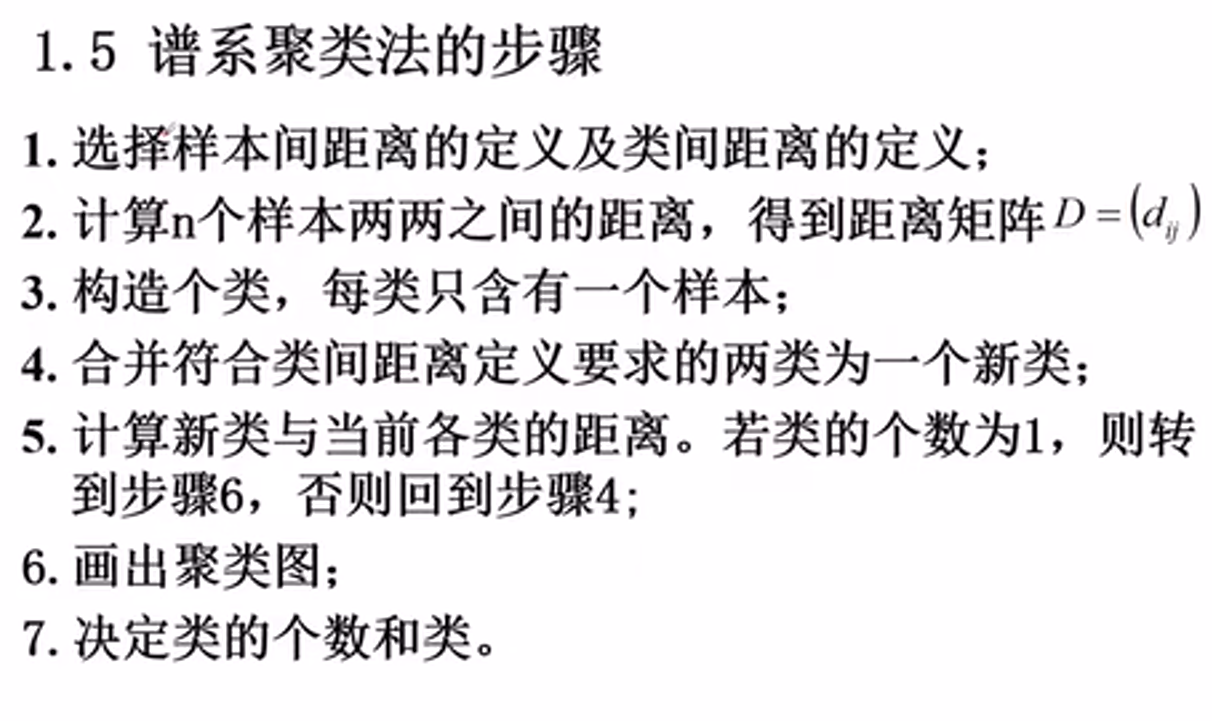 1.5 谱系聚类法的步骤
1. 选择样本间距离的定义及类间距离的定义；
2. 计算n个样本两两之间的距离，得到距离矩阵 D = (d_ij)
3. 构造个类，每类只含有一个样本；
4. 合并符合类间距离定义要求的两类为一个新类；
5. 计算新类与当前各类的距离。若类的个数为1，则转
到步骤6，否则回到步骤4;
6. 画出聚类图；
7. 决定类的个数和类。